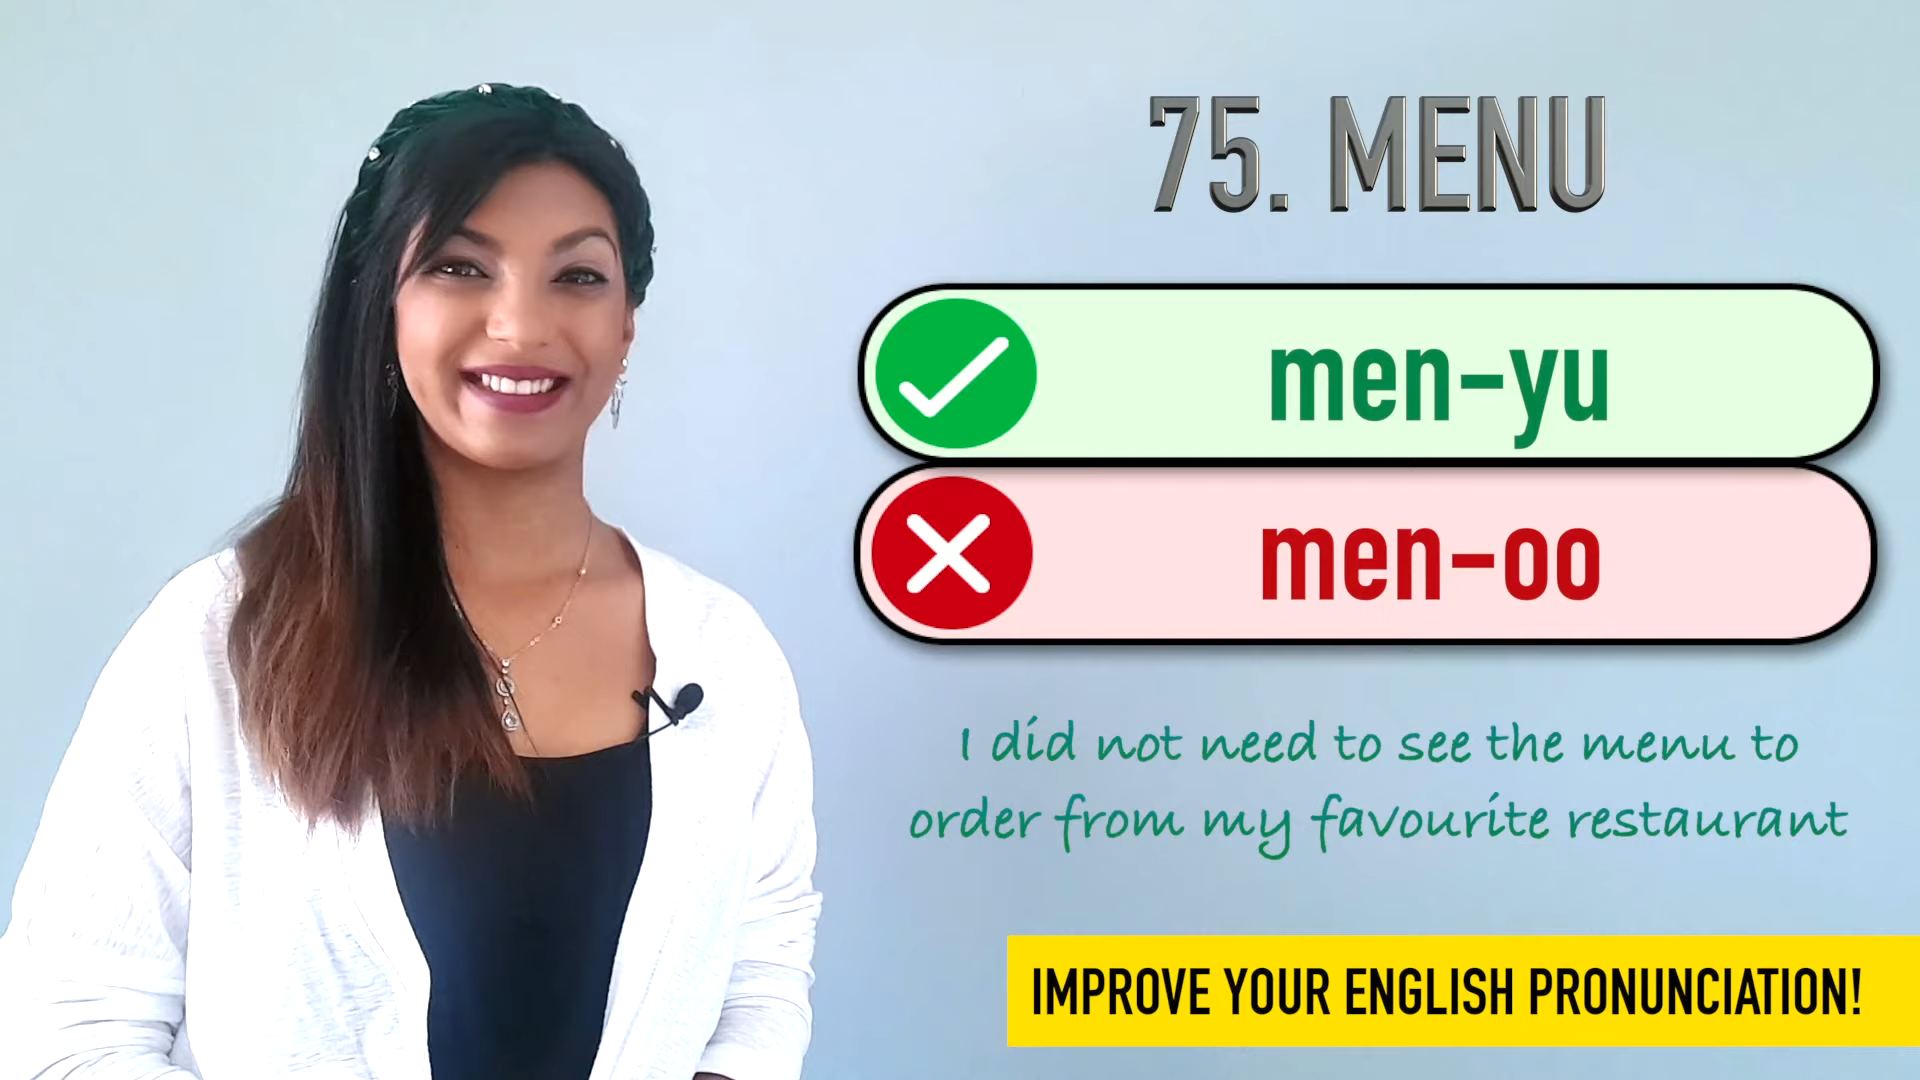 75. MENU
men-yu
men-oo
I did not need to see the menu to
order from my favourite restaurant
IMPROVE YOUR ENGLISH PRONUNCIATION!